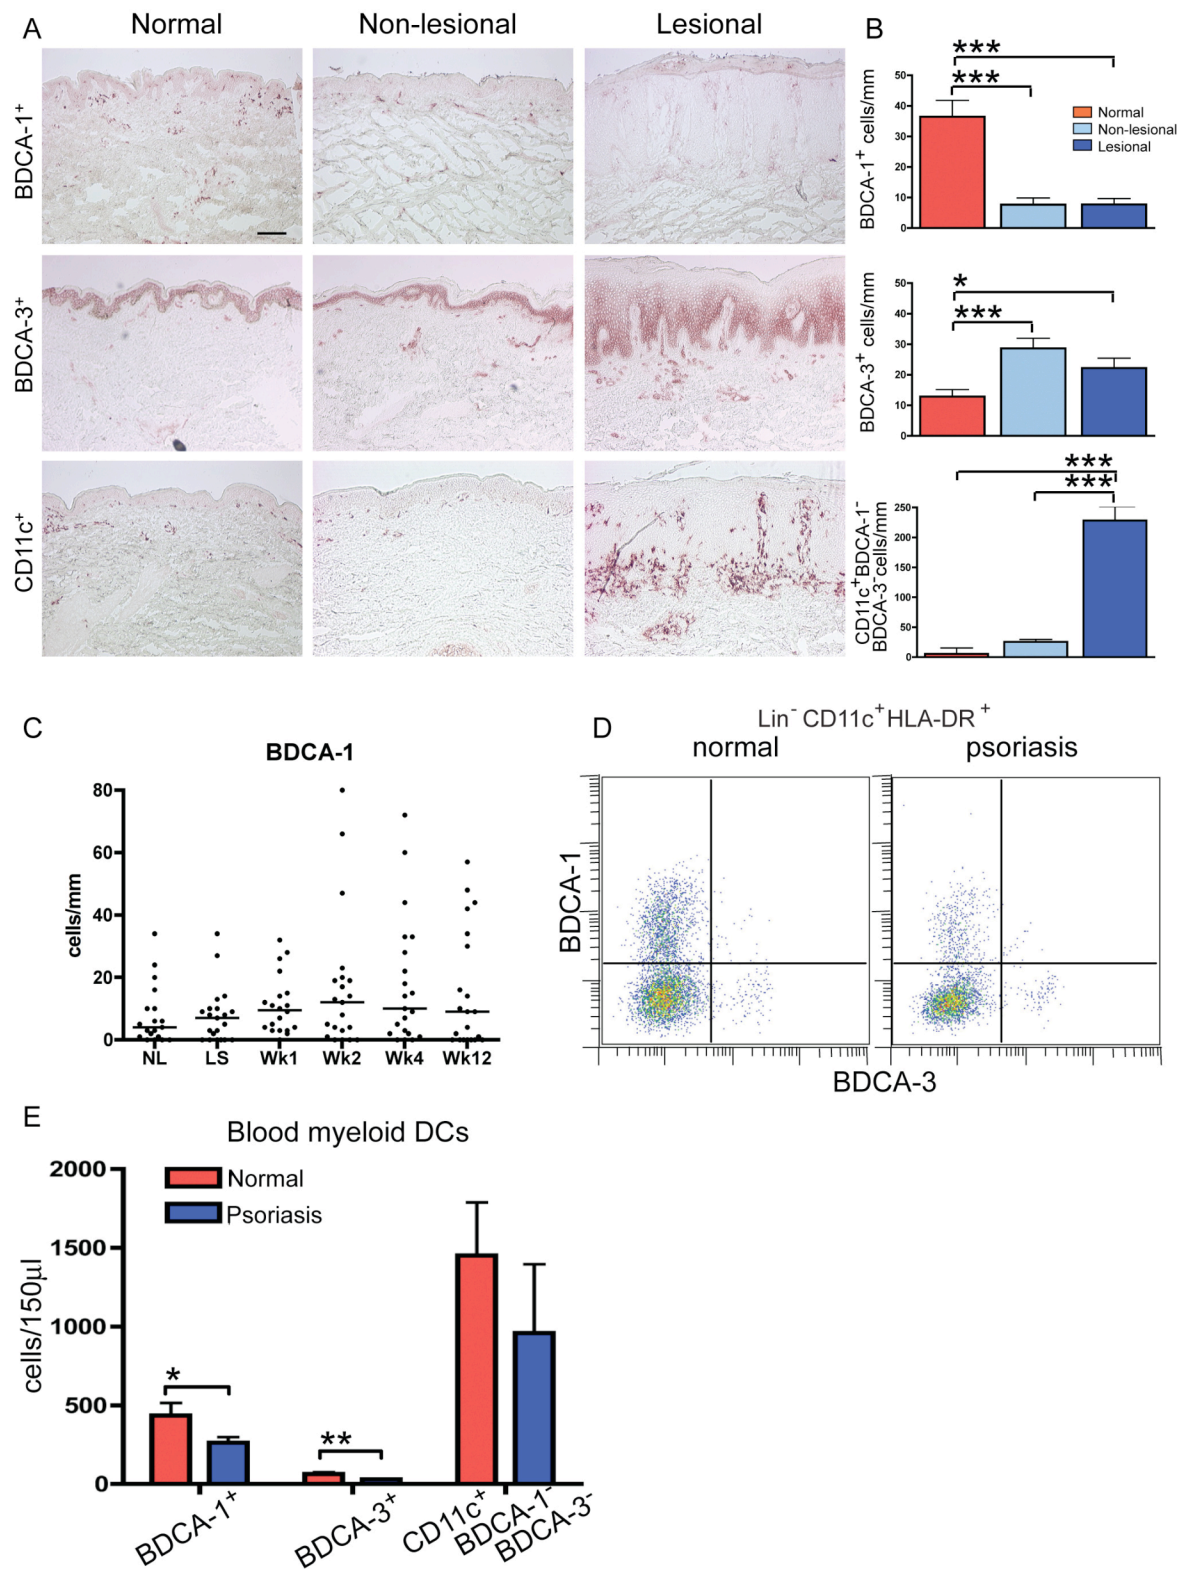 A
Normal
Non-lesional
Lesional
BDCA-1+
BDCA-3+
CD11c+
B
BDCA-1+ cells/mm
50
40
30
20
10
0
***
***
Normal
Non-lesional
Lesional
BDCA-3+ cells/mm
50
40
30
20
10
0
*
***
CD11c+BDCA-1-
BDCA-3-cells/mm
250
200
150
100
50
0
***
***
C
BDCA-1
cells/mm
80
60
40
20
0
NL LS Wk1 Wk2 Wk4 Wk12
D
Lin- CD11c+HLA-DR+
normal
psoriasis
BDCA-1
BDCA-3
E
Blood myeloid DCs
Normal
Psoriasis
cells/150µl
2000
1500
1000
500
0
*
**
BDCA-1+
BDCA-3+
CD11c+
BDCA-1-
BDCA-3-